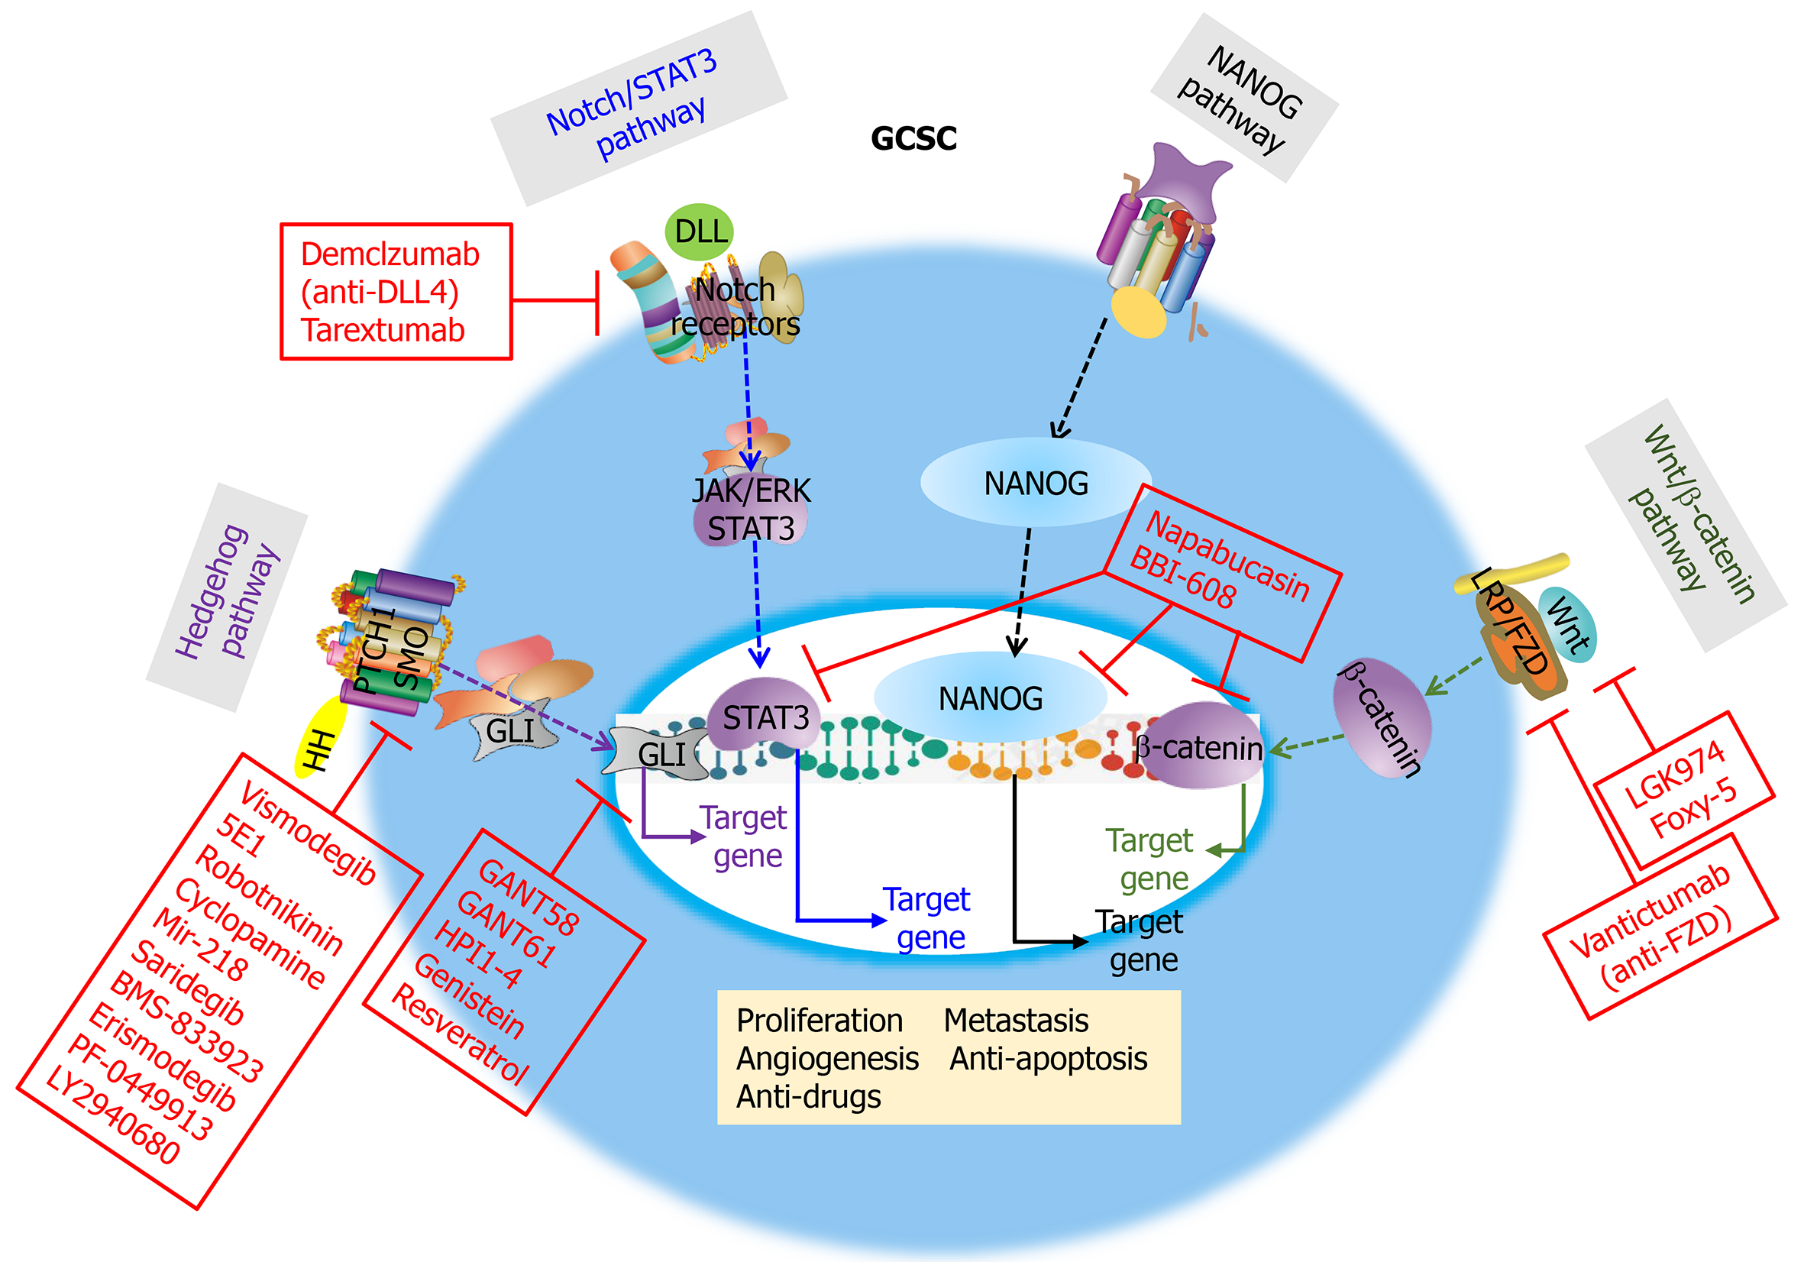 Notch/STAT3
pathway
NANOG
pathway
GCSC
DLL
Notch
receptors
Demclzumab
(anti-DLL4)
Tarextumab
JAK/ERK
STAT3
NANOG
Napabucasin
BBI-608
Wnt/β-catenin
pathway
Hedgehog
pathway
PTCH1
SMO
HH
GLI
LRP/FZD
Wnt
β-catenin
GLI
STAT3
NANOG
β-catenin
Target
gene
Target
gene
Target
gene
Target
gene
LGK974
Foxy-5
Vantictumab
(anti-FZD)
Vismodegib
5E1
Robotnikinin
Cyclopamine
Mir-218
Saridegib
BMS-833923
Erismodegib
PF-0449913
LY2940680
GANT58
GANT61
HPI1-4
Genistein
Resveratrol
Proliferation Metastasis
Angiogenesis Anti-apoptosis
Anti-drugs